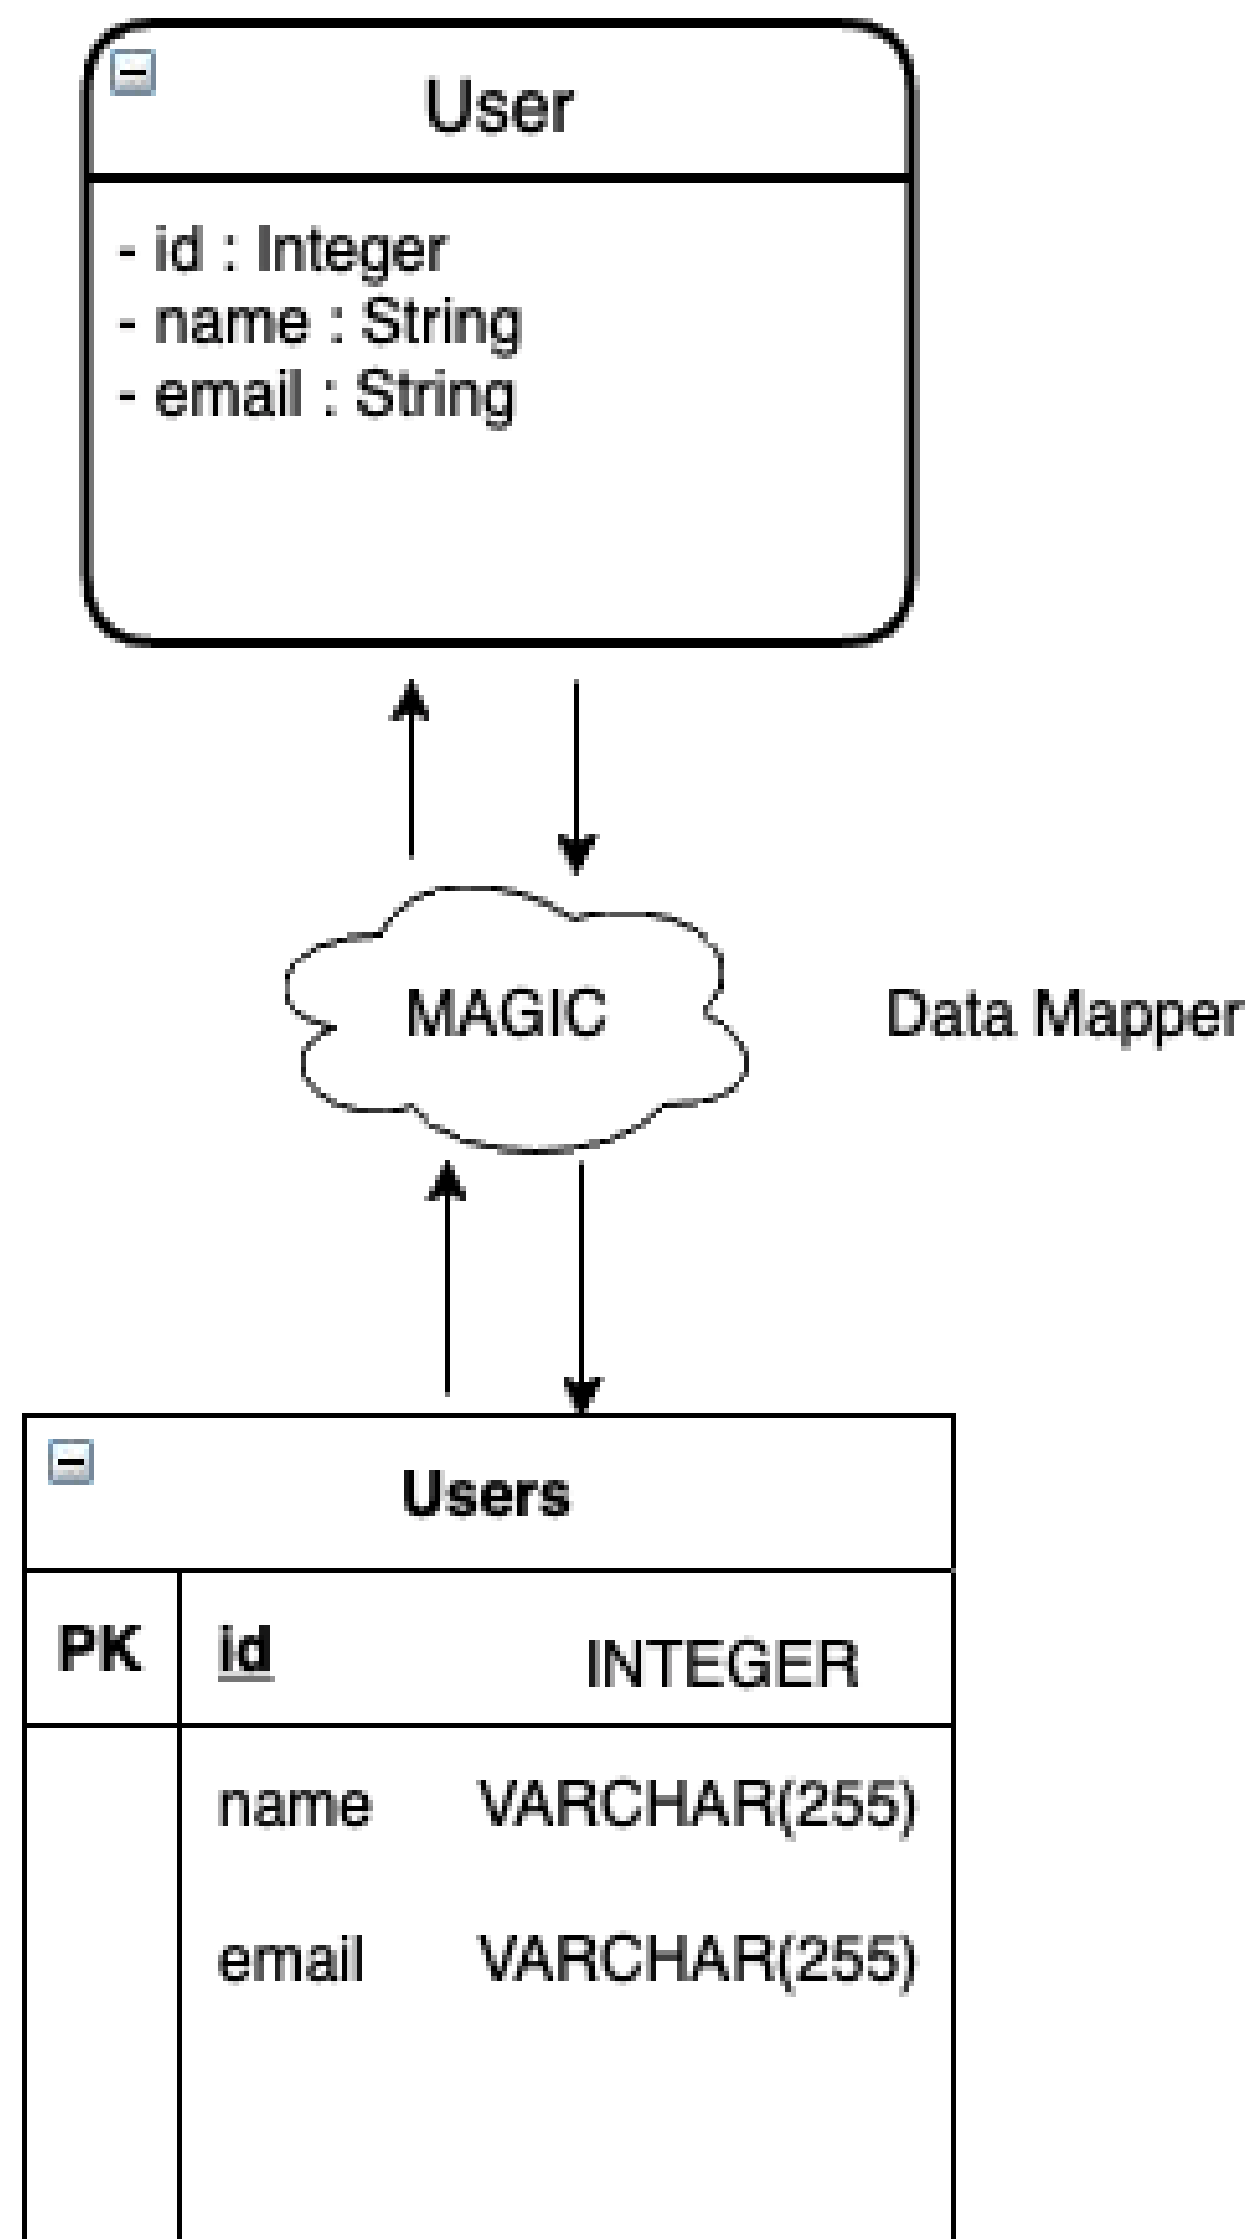 User
- id : Integer
- name : String
- email : String
MAGIC
Data Mapper
Users
PK id INTEGER
name VARCHAR(255)
email VARCHAR(255)